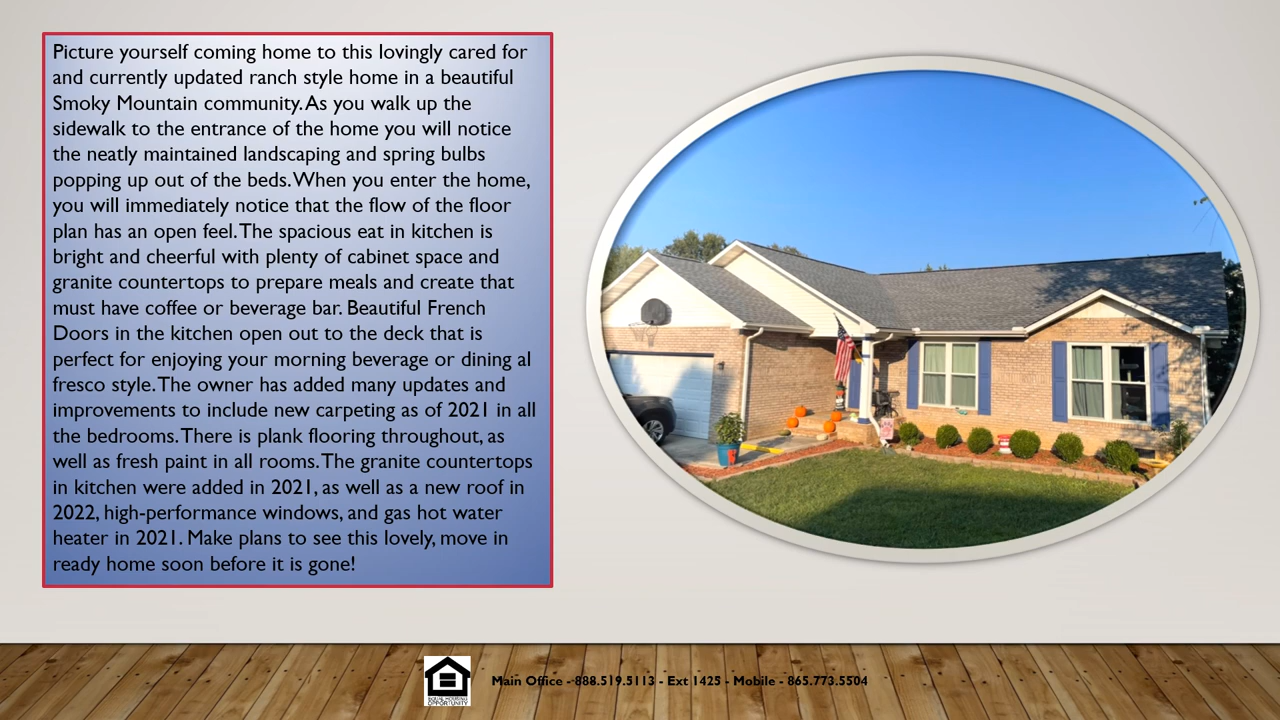 Picture yourself coming home to this lovingly cared for
and currently updated ranch style home in a beautiful
Smoky Mountain community. As you walk up the
sidewalk to the entrance of the home you will notice
the neatly maintained landscaping and spring bulbs
popping up out of the beds. When you enter the home,
you will immediately notice that the flow of the floor
plan has an open feel. The spacious eat in kitchen is
bright and cheerful with plenty of cabinet space and
granite countertops to prepare meals and create that
must have coffee or beverage bar. Beautiful French
Doors in the kitchen open out to the deck that is
perfect for enjoying your morning beverage or dining al
fresco style. The owner has added many updates and
improvements to include new carpeting as of 2021 in all
the bedrooms. There is plank flooring throughout, as
well as fresh paint in all rooms. The granite countertops
in kitchen were added in 2021, as well as a new roof in
2022, high-performance windows, and gas hot water
heater in 2021. Make plans to see this lovely, move in
ready home soon before it is gone!
EQUAL HOUSING
OPPORTUNITY
Main Office - 888.519.5113 - Ext 1425 - Mobile - 865.773.5504